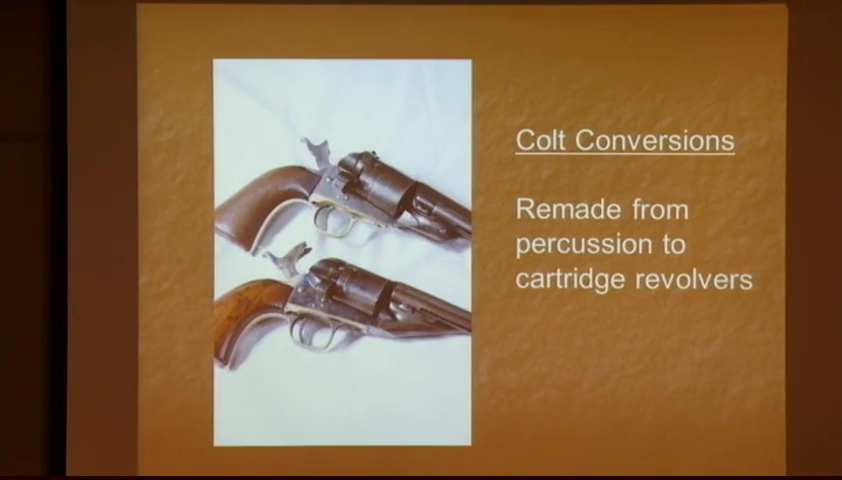 Colt Conversions
Remade from
percussion to
cartridge revolvers